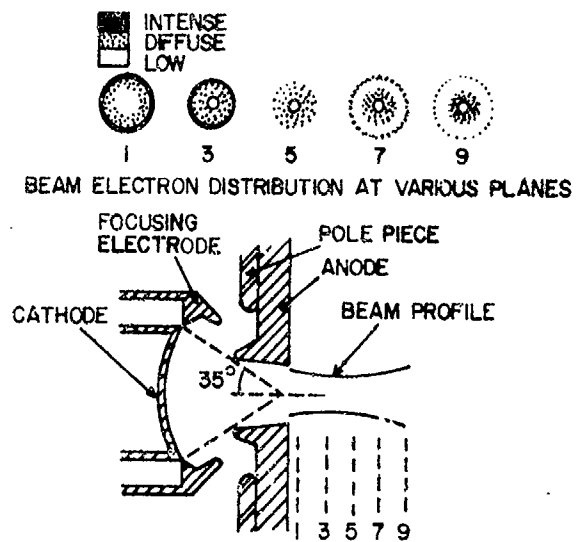 INTENSE
DIFFUSE
LOW
1 3 5 7 9
BEAM ELECTRON DISTRIBUTION AT VARIOUS PLANES
FOCUSING
ELECTRODE
POLE PIECE
ANODE
CATHODE
BEAM PROFILE
35°
1 3 5 7 9